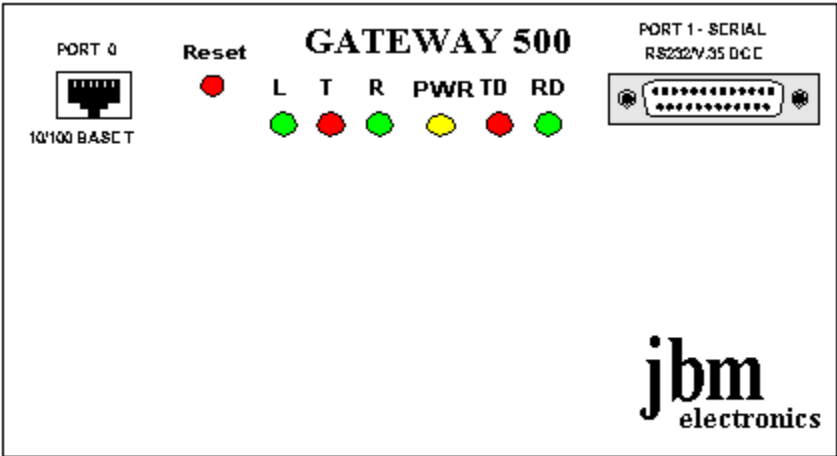 PORT 0
Reset
GATEWAY 500
PORT 1 - SERIAL
RS232/V.35 DCE
L T R PWR TD RD
10/100 BASE T
jbm
electronics